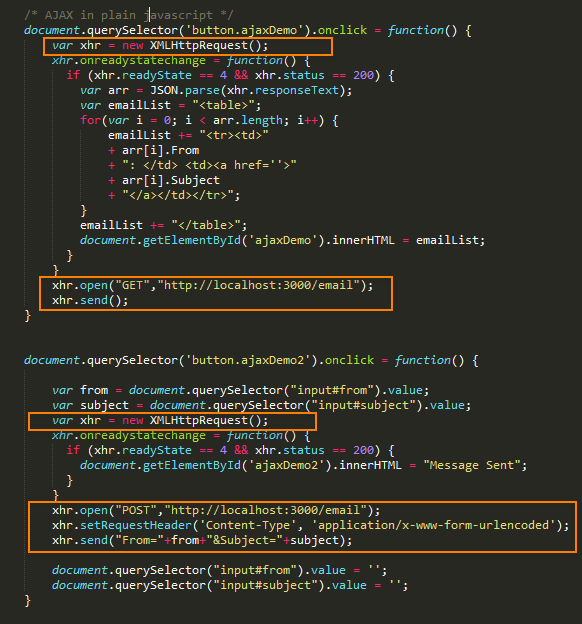 /* AJAX in plain javascript */
document.querySelector('button.ajaxDemo').onclick = function() {
var xhr = new XMLHttpRequest();
xhr.onreadystatechange = function() {
if (xhr.readyState == 4 && xhr.status == 200) {
var arr = JSON.parse(xhr.responseText);
var emailList = "<table>";
for(var i = 0; i < arr.length; i++) {
emailList += "<tr><td>"
+ arr[i].From
+ ": </td> <td><a href=''>"
+ arr[i].Subject
+ "</a></td></tr>";
}
emailList += "</table>";
document.getElementById('ajaxDemo').innerHTML = emailList;
}
}
xhr.open("GET","http://localhost:3000/email");
xhr.send();
}
document.querySelector('button.ajaxDemo2').onclick = function() {
var from = document.querySelector("input#from").value;
var subject = document.querySelector("input#subject").value;
var xhr = new XMLHttpRequest();
xhr.onreadystatechange = function() {
if (xhr.readyState == 4 && xhr.status == 200) {
document.getElementById('ajaxDemo2').innerHTML = "Message Sent";
}
}
xhr.open("POST","http://localhost:3000/email");
xhr.setRequestHeader('Content-Type', 'application/x-www-form-urlencoded');
xhr.send("From="+from+"&Subject="+subject);
document.querySelector("input#from").value = '';
document.querySelector("input#subject").value = '';
}